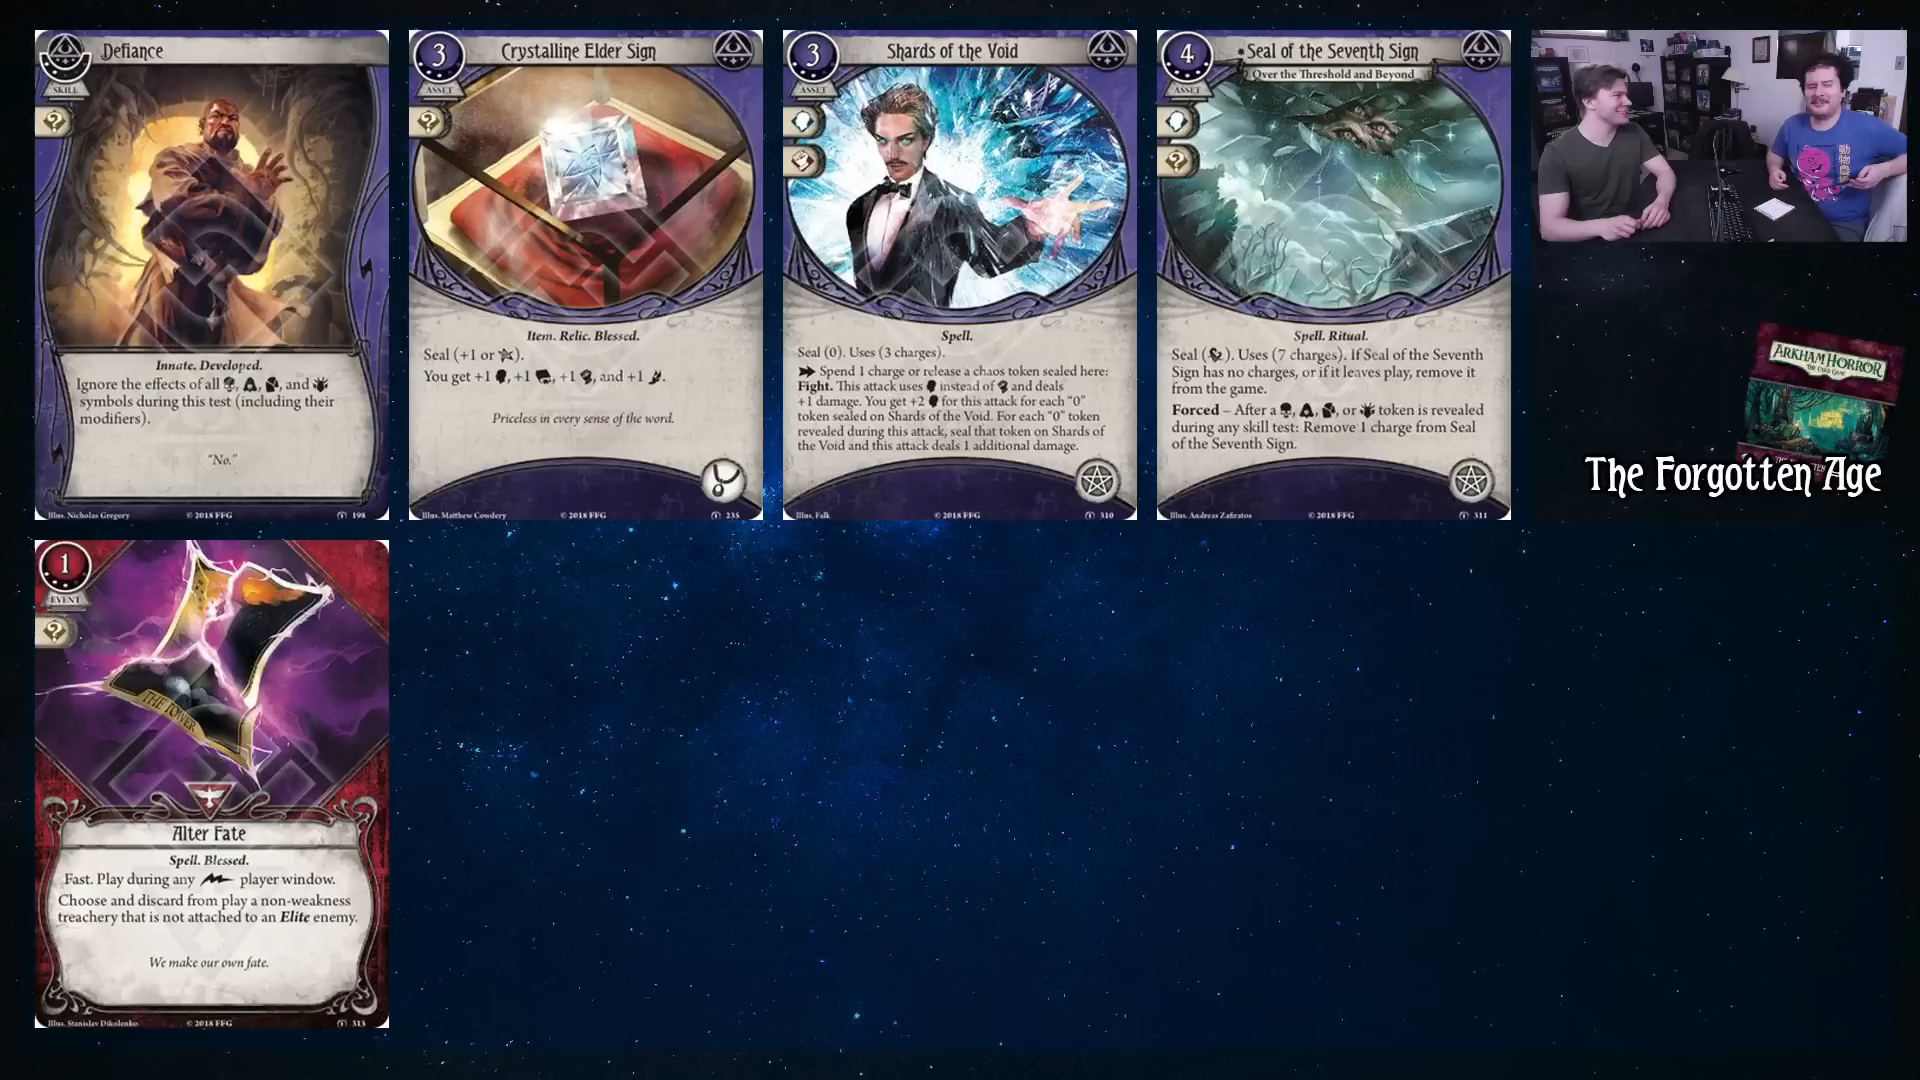 Defiance
SKILL
?
Innate. Developed.
Ignore the effects of all , , , and
symbols during this test (including their
modifiers).
"No."
Illus. Nicholas Gregory © 2018 FFG 198
3
Crystalline Elder Sign
ASSET
?
Item. Relic. Blessed.
Seal (+1 or ).
You get +1 , +1 , +1 , and +1 .
Priceless in every sense of the word.
Illus. Matthew Cowdery © 2018 FFG 235
3
Shards of the Void
ASSET
Spell.
Seal (0). Uses (3 charges).
Spend 1 charge or release a chaos token sealed here:
Fight. This attack uses instead of and deals
+1 damage. You get +2 for this attack for each "0"
token sealed on Shards of the Void. For each "0" token
revealed during this attack, seal that token on Shards of
the Void and this attack deals 1 additional damage.
Illus. Falk © 2018 FFG 310
4
Seal of the Seventh Sign
Over the Threshold and Beyond
ASSET
?
Spell. Ritual.
Seal ( ). Uses (7 charges). If Seal of the Seventh
Sign has no charges, or if it leaves play, remove it
from the game.
Forced – After a , , , or token is revealed
during any skill test: Remove 1 charge from Seal
of the Seventh Sign.
Illus. Andreas Zafiratos © 2018 FFG 311
動物
ARKHAM HORROR
THE CARD GAME
The Forgotten Age
1
EVENT
?
THE TOWER
Alter Fate
Spell. Blessed.
Fast. Play during any player window.
Choose and discard from play a non-weakness
treachery that is not attached to an Elite enemy.
We make our own fate.
Illus. Stanislav Dikolenko © 2018 FFG 313